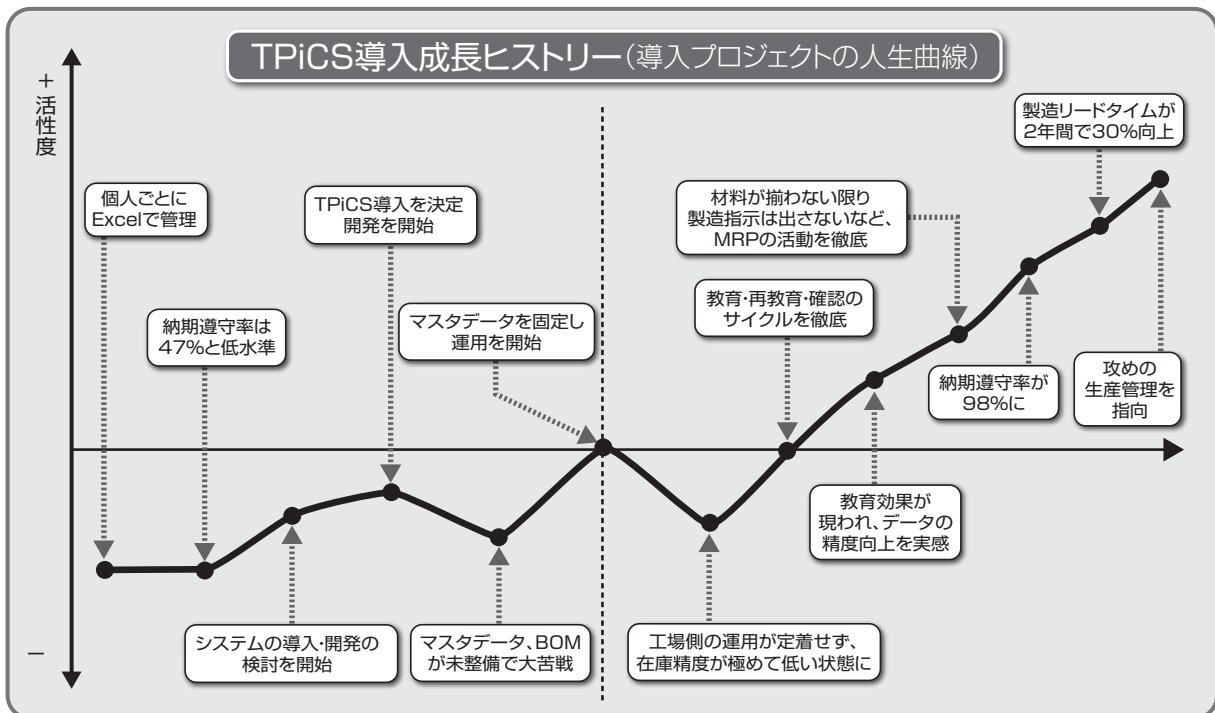 TPiCS導入成長ヒストリー(導入プロジェクトの人生曲線)
＋活性度
－
個人ごとに
Excelで管理
納期遵守率は
47%と低水準
システムの導入・開発の
検討を開始
TPiCS導入を決定
開発を開始
マスタデータ、BOM
が未整備で大苦戦
マスタデータを固定し
運用を開始
工場側の運用が定着せず、
在庫精度が極めて低い状態に
教育・再教育・確認の
サイクルを徹底
教育効果が
現われ、データの
精度向上を実感
材料が揃わない限り
製造指示は出さないなど、
MRPの活動を徹底
納期遵守率が
98%に
製造リードタイムが
2年間で30%向上
攻めの
生産管理を
指向